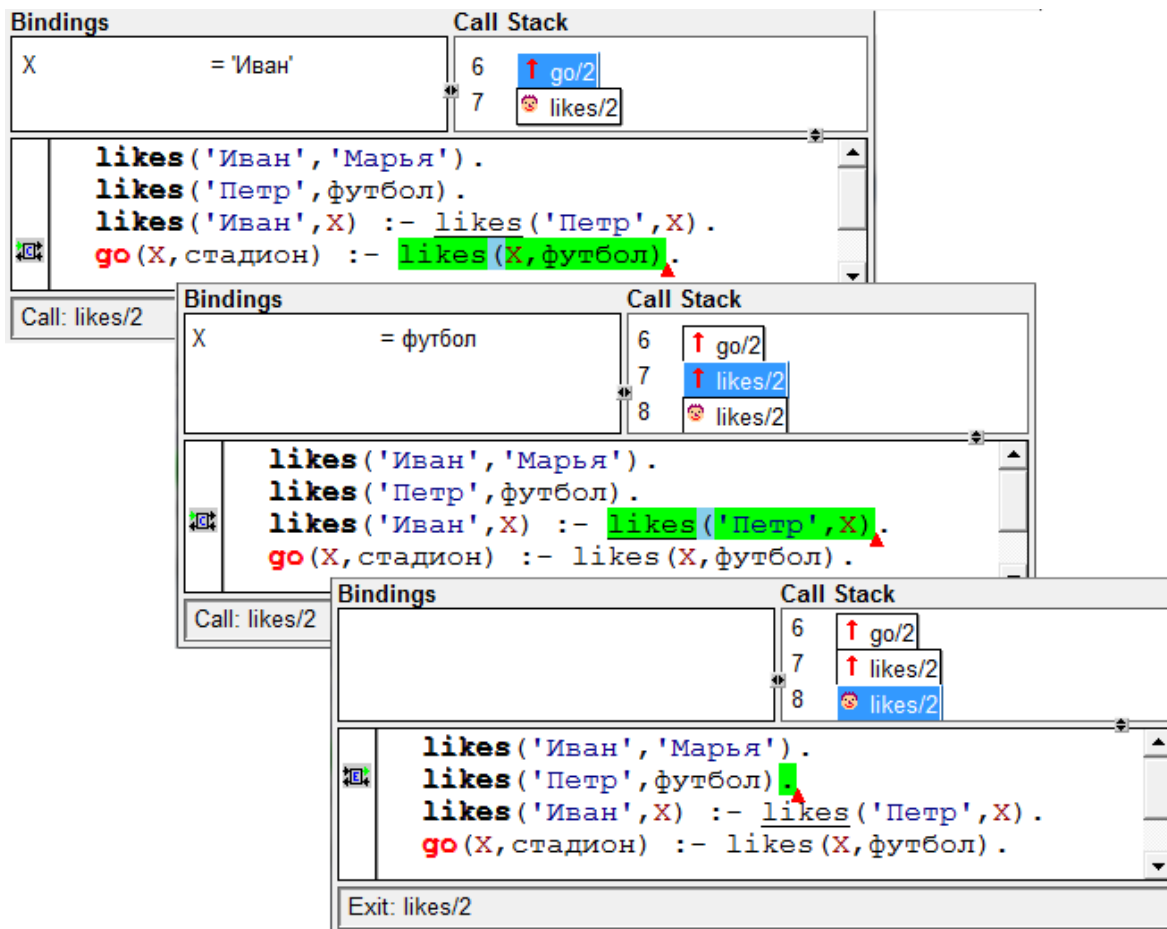 Bindings
Call Stack
X = 'Иван'
6 go/2
7 likes/2
likes('Иван','Марья').
likes('Петр',футбол).
likes('Иван',X) :- likes('Петр',X).
go(X,стадион) :- likes(X,футбол).
Call: likes/2
Bindings
Call Stack
X = футбол
6 go/2
7 likes/2
8 likes/2
likes('Иван','Марья').
likes('Петр',футбол).
likes('Иван',X) :- likes('Петр',X).
go(X,стадион) :- likes(X,футбол).
Call: likes/2
Bindings
Call Stack
6 go/2
7 likes/2
8 likes/2
likes('Иван','Марья').
likes('Петр',футбол).
likes('Иван',X) :- likes('Петр',X).
go(X,стадион) :- likes(X,футбол).
Exit: likes/2